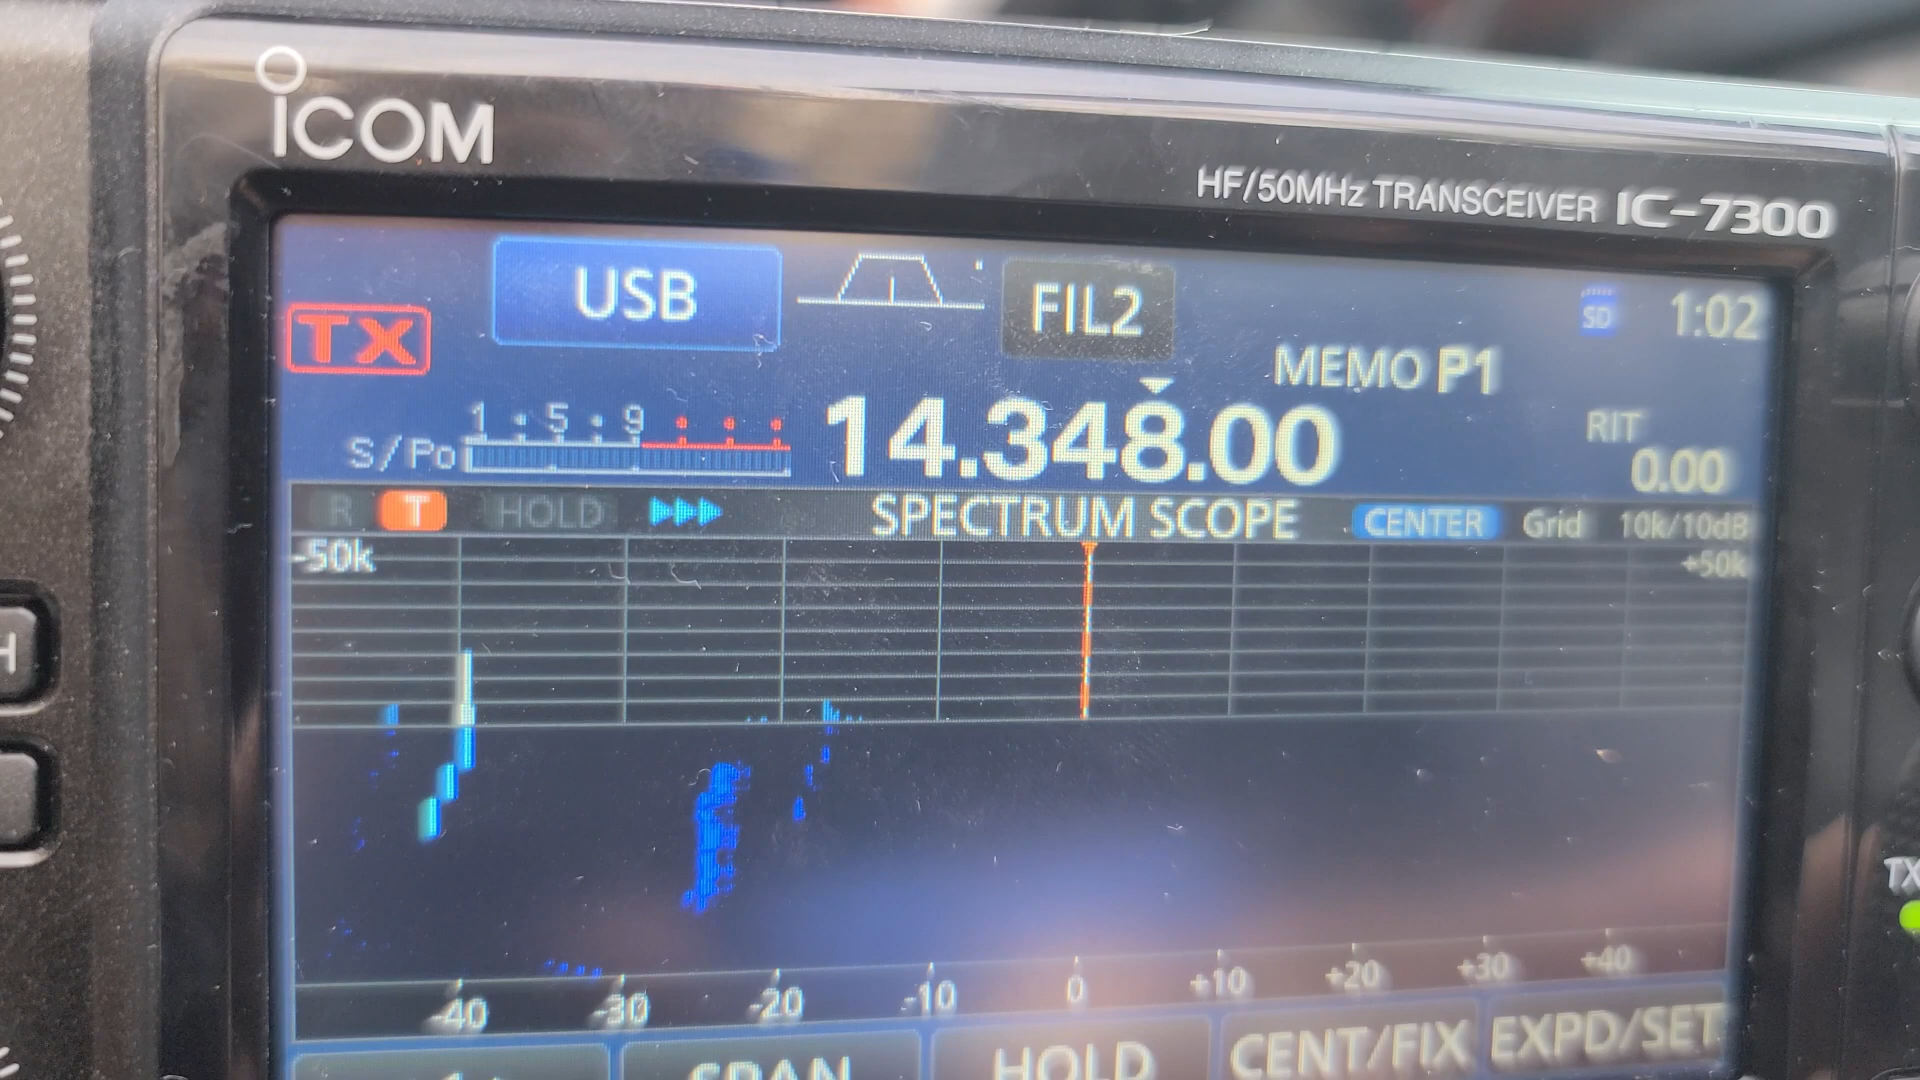 ICOM
HF/50MHz TRANSCEIVER IC-7300
USB
FIL2
SD
1:02
TX
MEMO P1
1 5 9
S/Po
14.348.00
RIT
0.00
R T HOLD
SPECTRUM SCOPE
CENTER Grid 10k/10dB
-50k
+50k
H
TX
-40 -30 -20 -10 0 +10 +20 +30 +40
SPAN HOLD CENT/FIX EXPD/SET